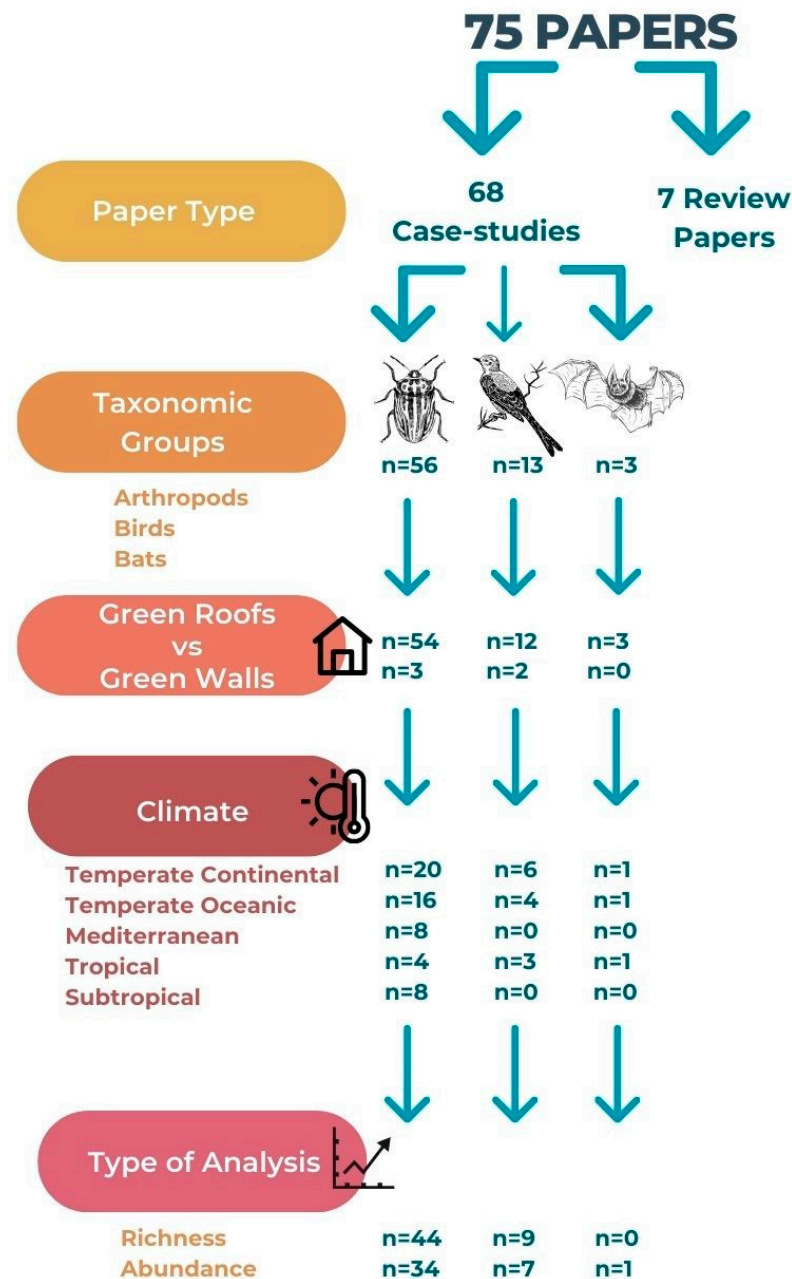 75 PAPERS
Paper Type
68
Case-studies
7 Review
Papers
Taxonomic
Groups
n=56 n=13 n=3
Arthropods
Birds
Bats
Green Roofs
vs
Green Walls
n=54 n=12 n=3
n=3 n=2 n=0
Climate
Temperate Continental n=20 n=6 n=1
Temperate Oceanic n=16 n=4 n=1
Mediterranean n=8 n=0 n=0
Tropical n=4 n=3 n=1
Subtropical n=8 n=0 n=0
Type of Analysis
Richness n=44 n=9 n=0
Abundance n=34 n=7 n=1